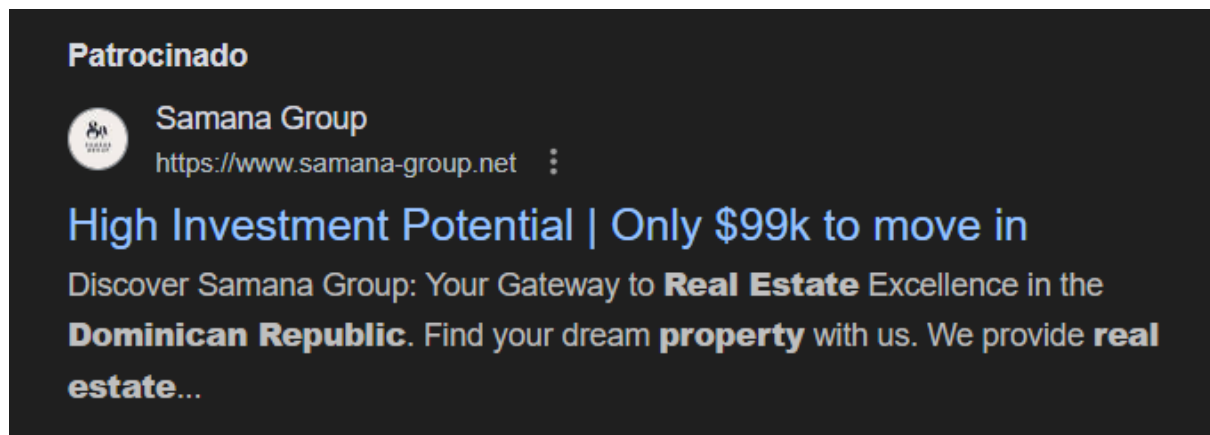 Patrocinado
Samana Group
https://www.samana-group.net
High Investment Potential | Only $99k to move in
Discover Samana Group: Your Gateway to Real Estate Excellence in the
Dominican Republic. Find your dream property with us. We provide real
estate...